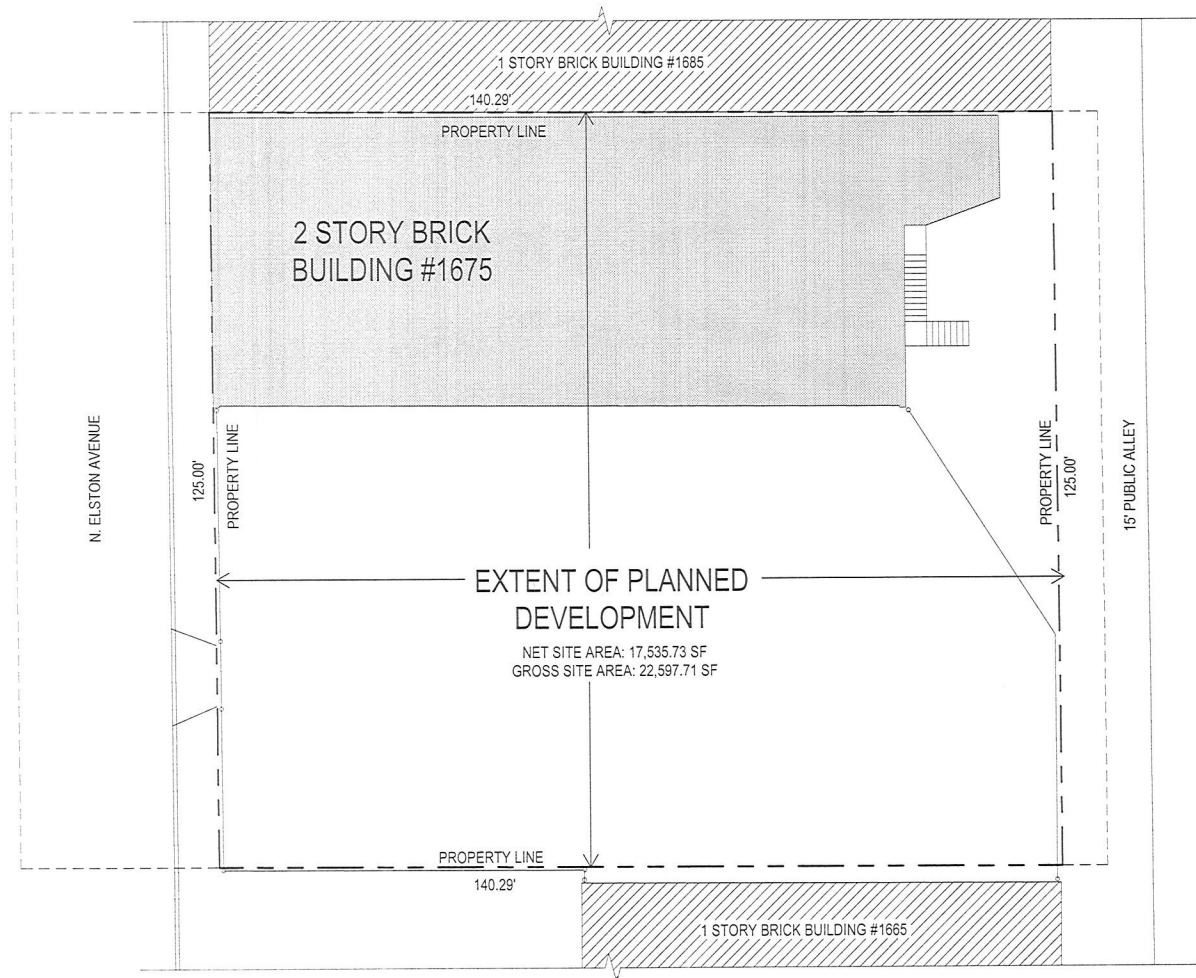 1 STORY BRICK BUILDING #1685
140.29'
PROPERTY LINE
2 STORY BRICK
BUILDING #1675
N. ELSTON AVENUE
125.00'
PROPERTY LINE
PROPERTY LINE
125.00'
15' PUBLIC ALLEY
EXTENT OF PLANNED
DEVELOPMENT
NET SITE AREA: 17,535.73 SF
GROSS SITE AREA: 22,597.71 SF
PROPERTY LINE
140.29'
1 STORY BRICK BUILDING #1665